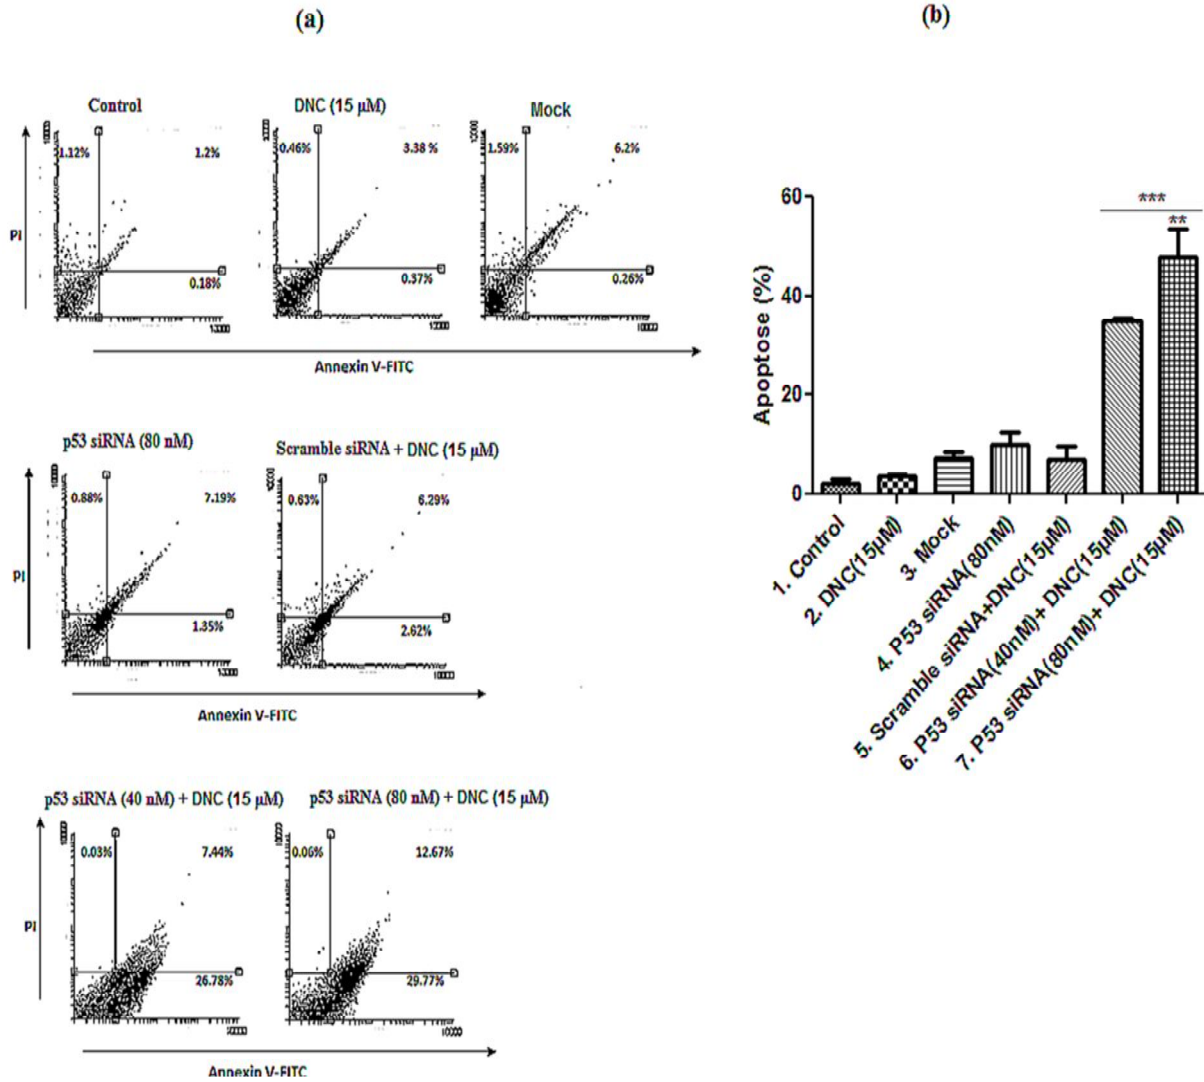 (a)
(b)
Control
DNC (15 µM)
Mock
1.12%
1.2%
0.18%
0.46%
3.38 %
0.37%
1.59%
6.2%
0.26%
10000
PI
Annexin V-FITC
p53 siRNA (80 nM)
Scramble siRNA + DNC (15 µM)
0.88%
7.19%
1.35%
0.63%
6.29%
2.62%
10000
PI
Annexin V-FITC
p53 siRNA (40 nM) + DNC (15 µM)
p53 siRNA (80 nM) + DNC (15 µM)
0.03%
7.44%
26.78%
0.06%
12.67%
29.77%
10000
PI
Annexin V-FITC
Apoptose (%)
60
40
20
0
***
**
1. Control
2. DNC(15µM)
3. Mock
4. P53 siRNA(80nM)
5. Scramble siRNA+DNC(15µM)
6. P53 siRNA(40nM)+ DNC(15µM)
7. P53 siRNA(80nM)+ DNC(15µM)